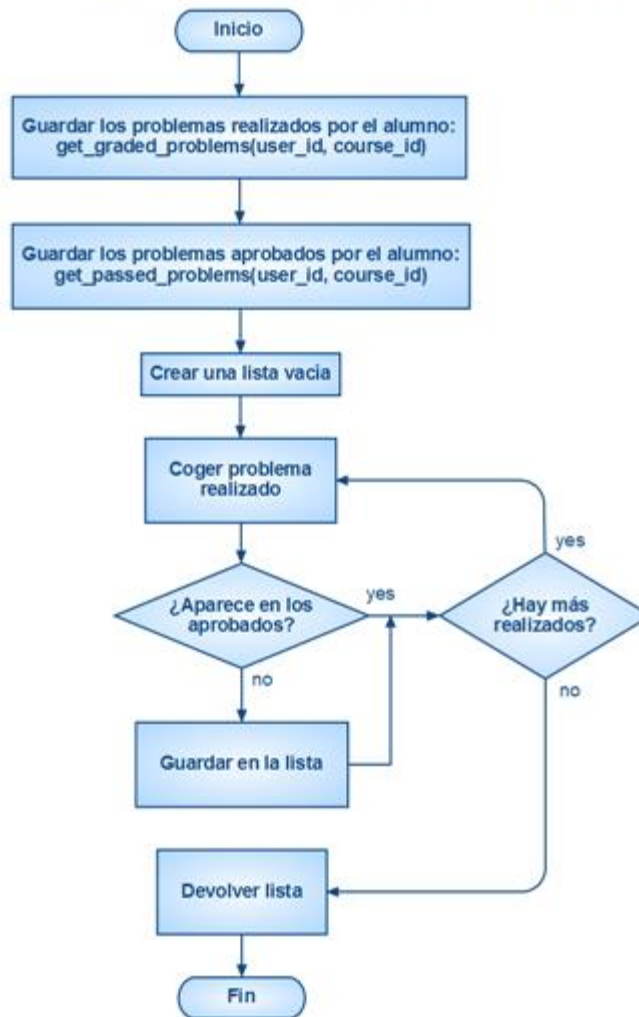 Inicio
Guardar los problemas realizados por el alumno:
get_graded_problems(user_id, course_id)
Guardar los problemas aprobados por el alumno:
get_passed_problems(user_id, course_id)
Crear una lista vacia
Coger problema
realizado
yes
¿Aparece en los
aprobados?
yes
¿Hay más
realizados?
no
no
Guardar en la lista
Devolver lista
Fin